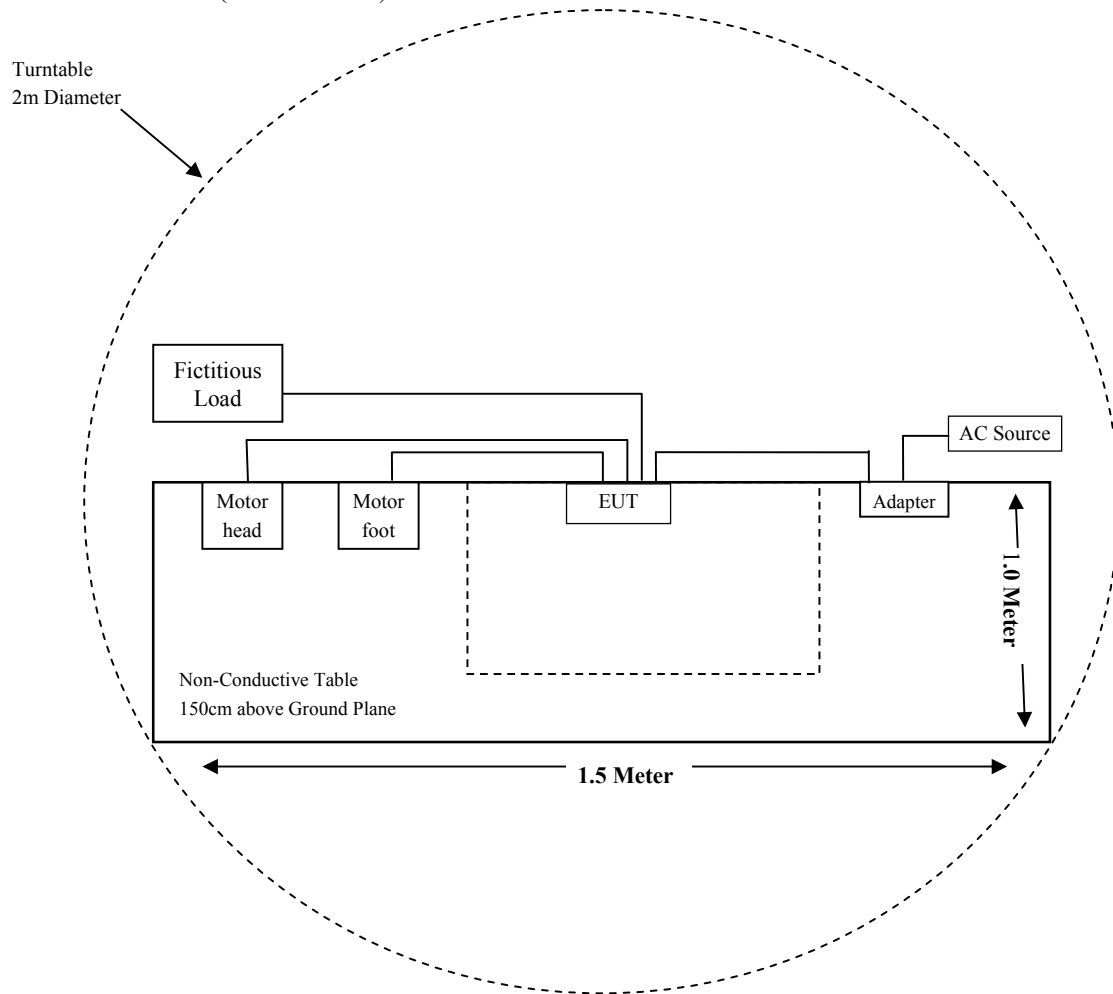 Turntable
2m Diameter
Fictitious
Load
AC Source
Motor
head
Motor
foot
EUT
Adapter
1.0 Meter
Non-Conductive Table
150cm above Ground Plane
1.5 Meter